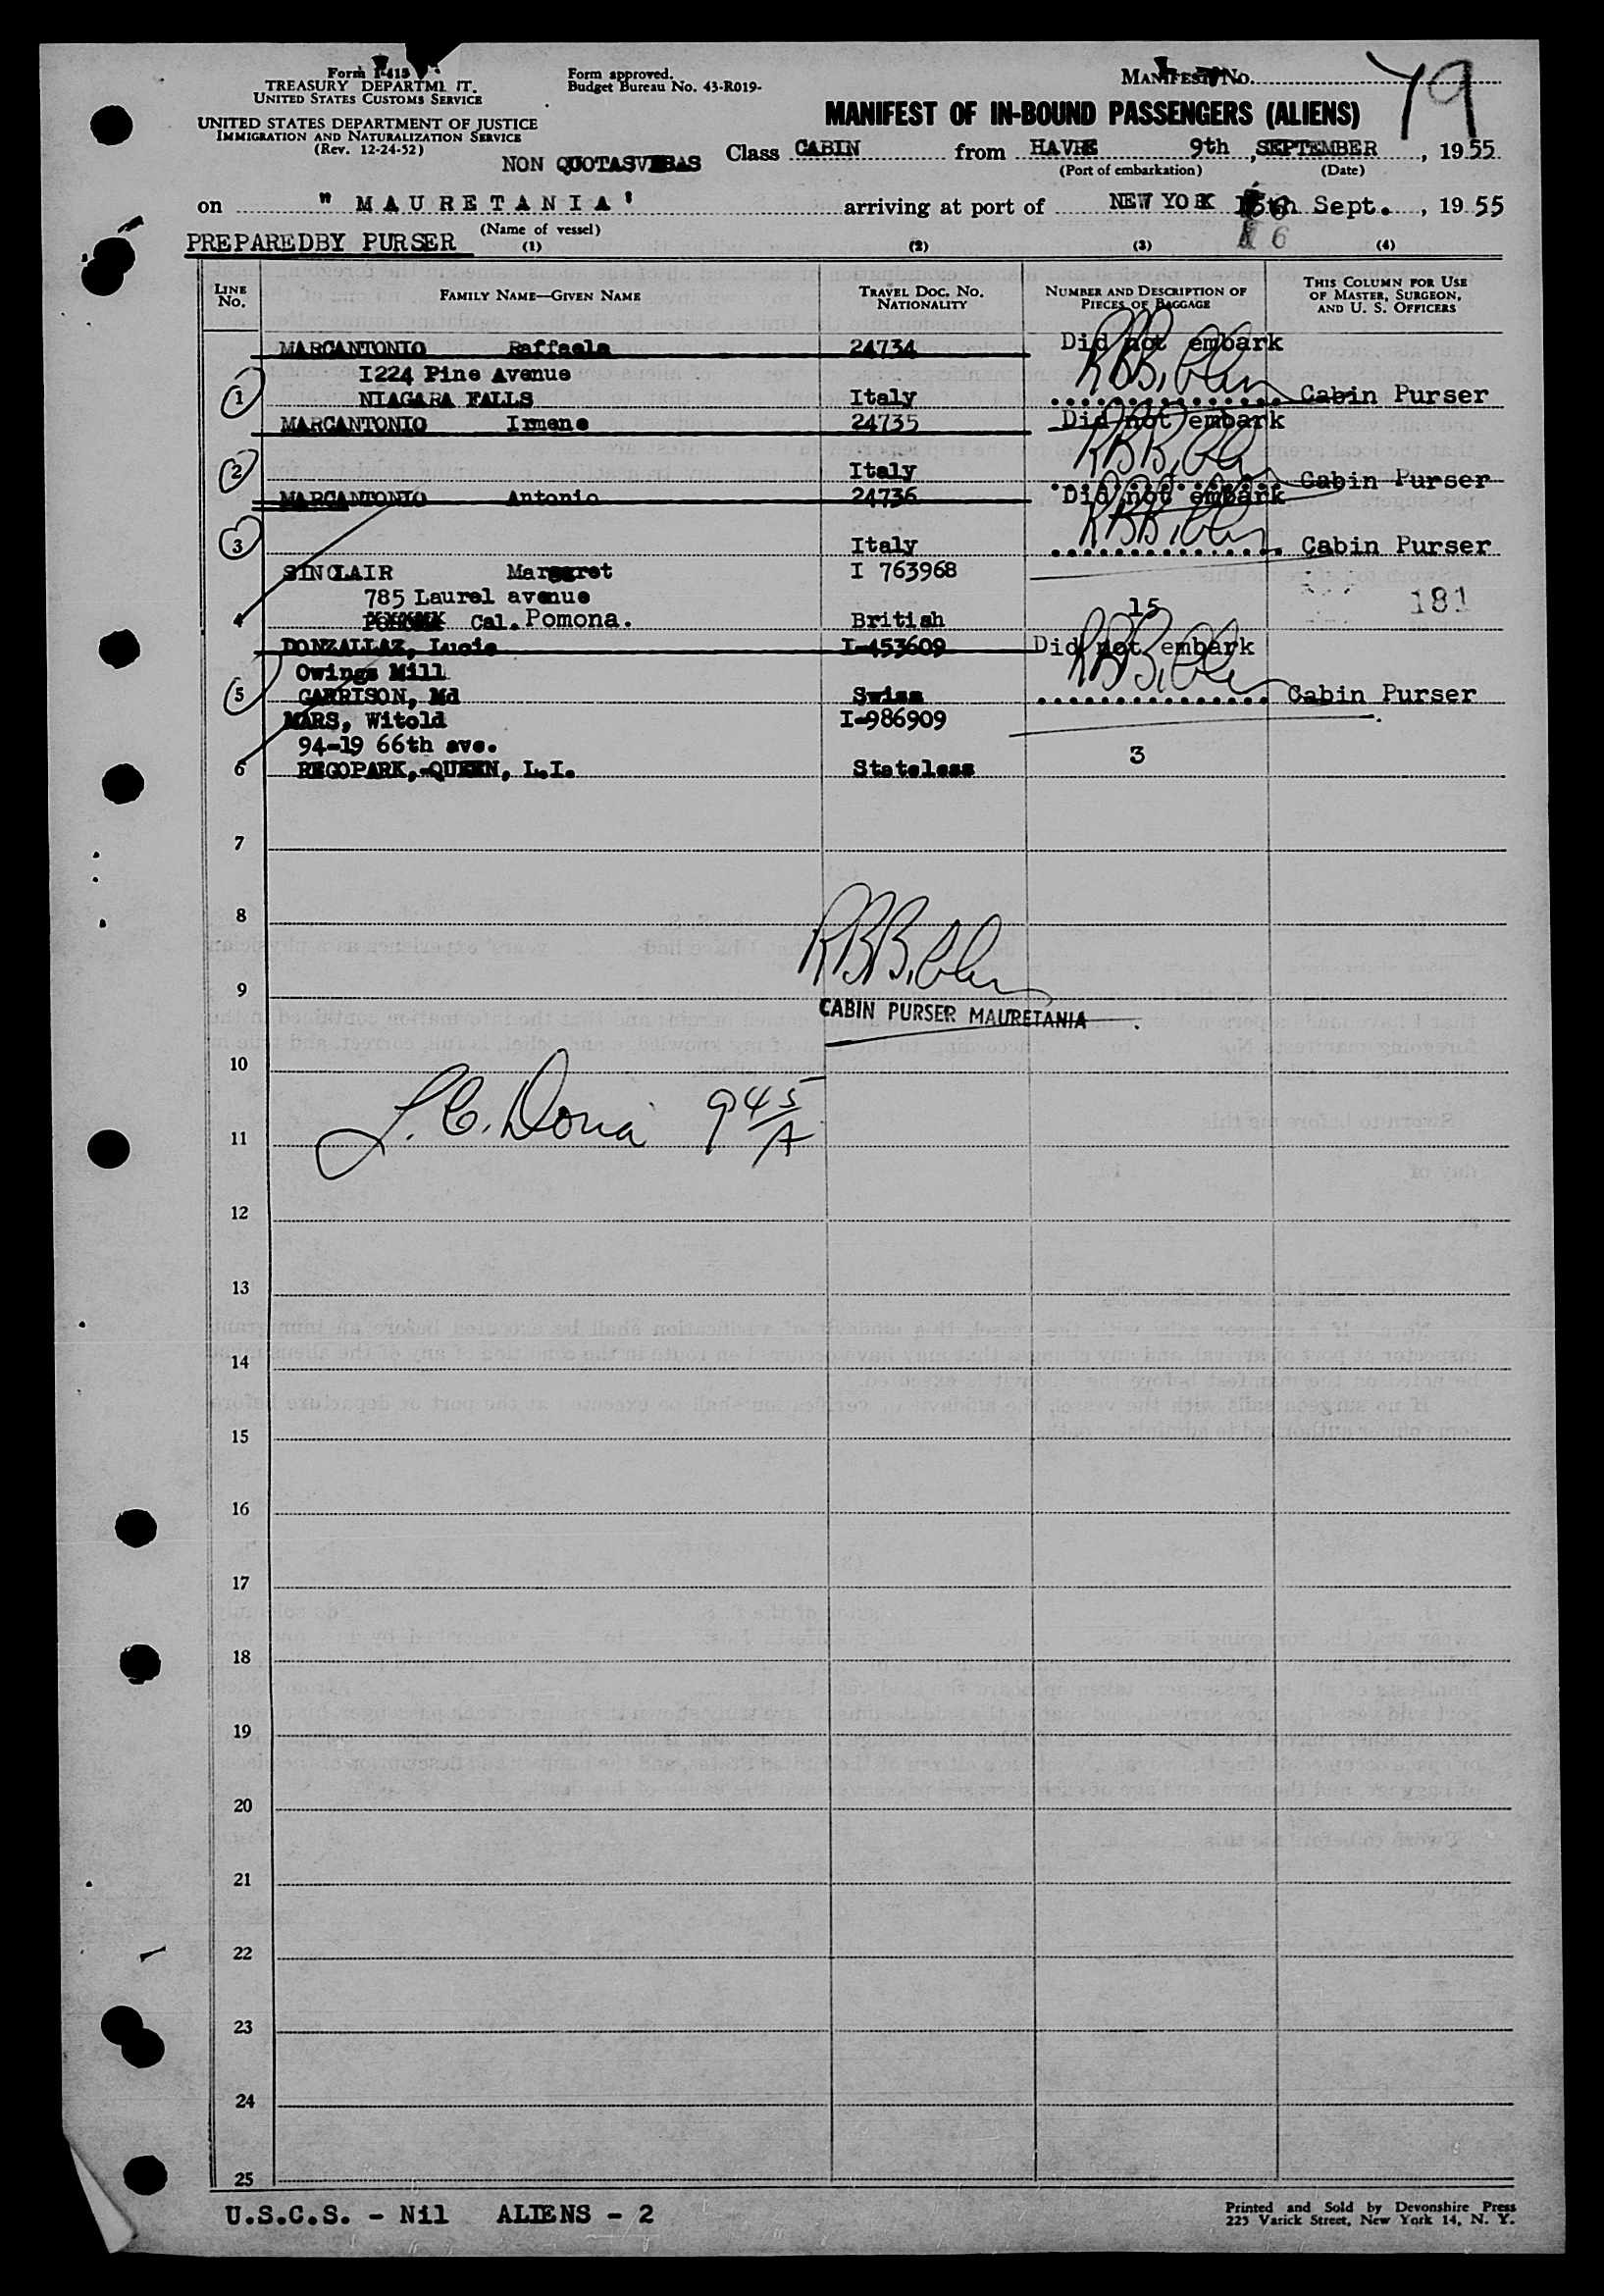 Form I-415
TREASURY DEPARTMENT
UNITED STATES CUSTOMS SERVICE
UNITED STATES DEPARTMENT OF JUSTICE
IMMIGRATION AND NATURALIZATION SERVICE
(Rev. 12-24-52)
Form approved.
Budget Bureau No. 43-R019-
MANIFEST No. 79
MANIFEST OF IN-BOUND PASSENGERS (ALIENS)
NON QUOTASVISAS Class CABIN from HAVRE 9th, SEPTEMBER, 1955
(Port of embarkation) (Date)
on "MAURETANIA" arriving at port of NEW YORK 16th Sept., 1955
(Name of vessel) 16
PREPAREDBY PURSER (1) (2) (3) (4)
LINE No. FAMILY NAME—GIVEN NAME TRAVEL DOC. NO. NATIONALITY NUMBER AND DESCRIPTION OF PIECES OF BAGGAGE THIS COLUMN FOR USE OF MASTER, SURGEON, AND U. S. OFFICERS
MARCANTONIO Raffaela 24734 Did not embark
1224 Pine Avenue
1 NIAGARA FALLS Italy Cabin Purser
MARCANTONIO Irmene 24735 Did not embark
2 Italy Cabin Purser
MARCANTONIO Antonio 24736 Did not embark
3 Italy Cabin Purser
SINCLAIR Margaret I 763968
785 Laurel avenue 15 181
4 Cal. Pomona. British
DONZALLAZ, Lucie I-453609 Did not embark
Owings Mill
5 GARRISON, Md Swiss Cabin Purser
MARS, Witold I-986909
94-19 66th ave. 3
6 REGOPARK,-QUEEN, L.I. Stateless
7
8
9
CABIN PURSER MAURETANIA
10
11
12
13
14
15
16
17
18
19
20
21
22
23
24
25
U.S.C.S. - Nil ALIENS - 2
Printed and Sold by Devonshire Press
225 Varick Street, New York 14, N. Y.